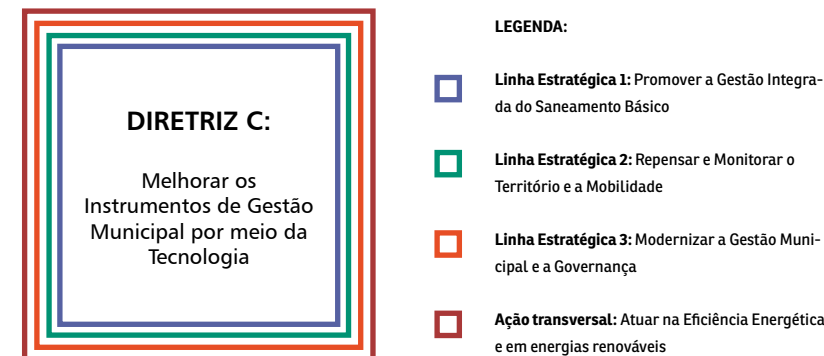 DIRETRIZ C:
Melhorar os
Instrumentos de Gestão
Municipal por meio da
Tecnologia
LEGENDA:
Linha Estratégica 1: Promover a Gestão Integra-
da do Saneamento Básico
Linha Estratégica 2: Repensar e Monitorar o
Território e a Mobilidade
Linha Estratégica 3: Modernizar a Gestão Muni-
cipal e a Governança
Ação transversal: Atuar na Eficiência Energética
e em energias renováveis